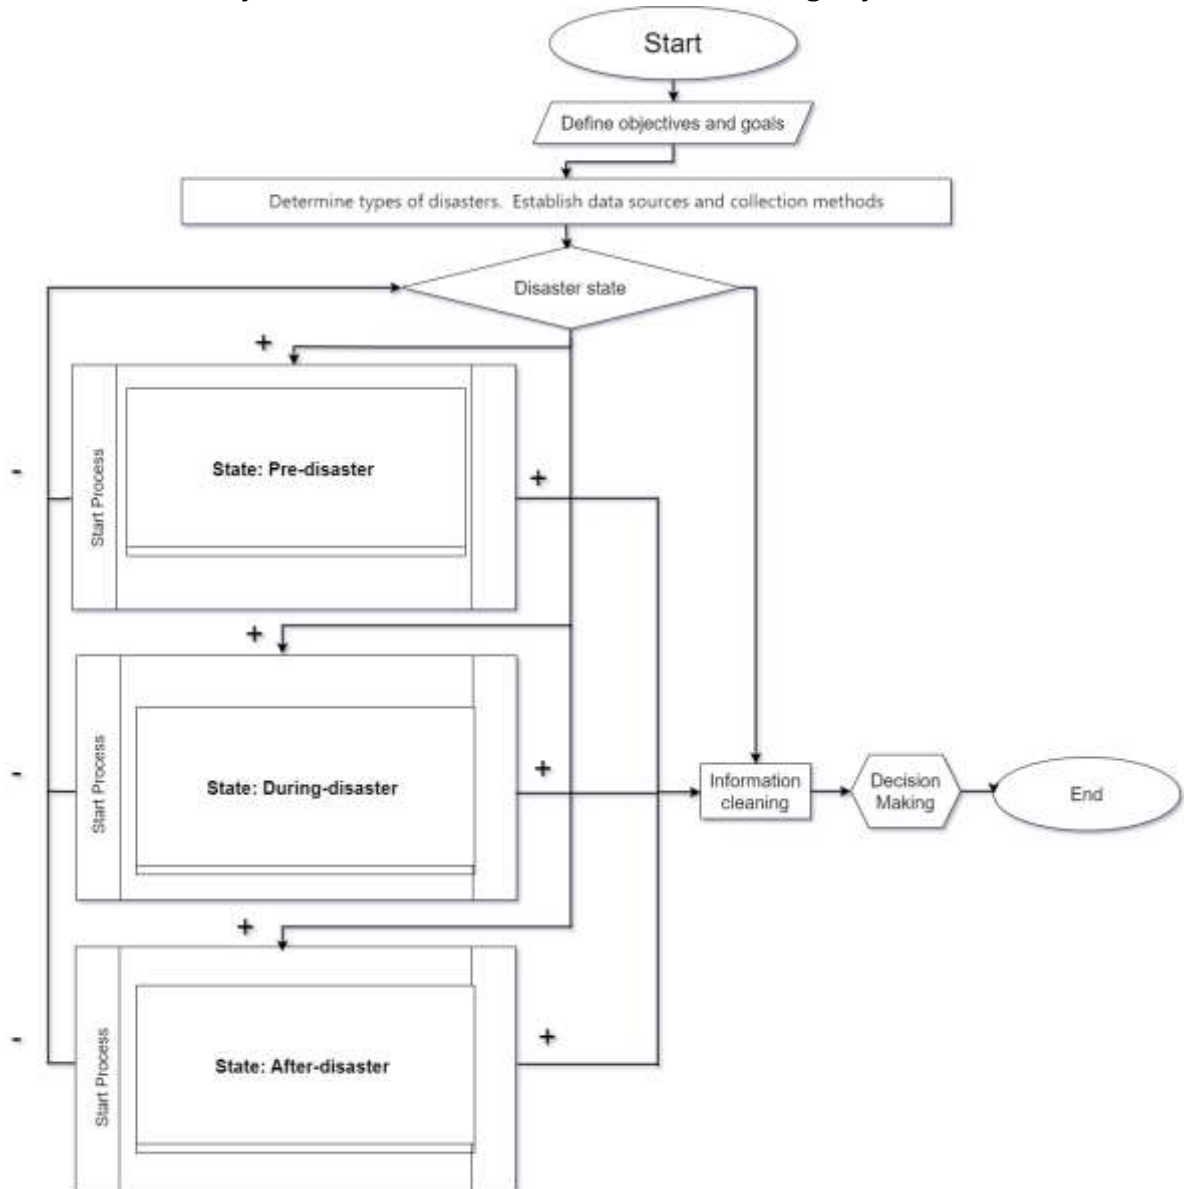 Start
Define objectives and goals
Determine types of disasters.  Establish data sources and collection methods
Disaster state
+
Start Process
State: Pre-disaster
-
+
+
Start Process
State: During-disaster
-
+
Information
cleaning
Decision
Making
End
+
Start Process
State: After-disaster
-
+